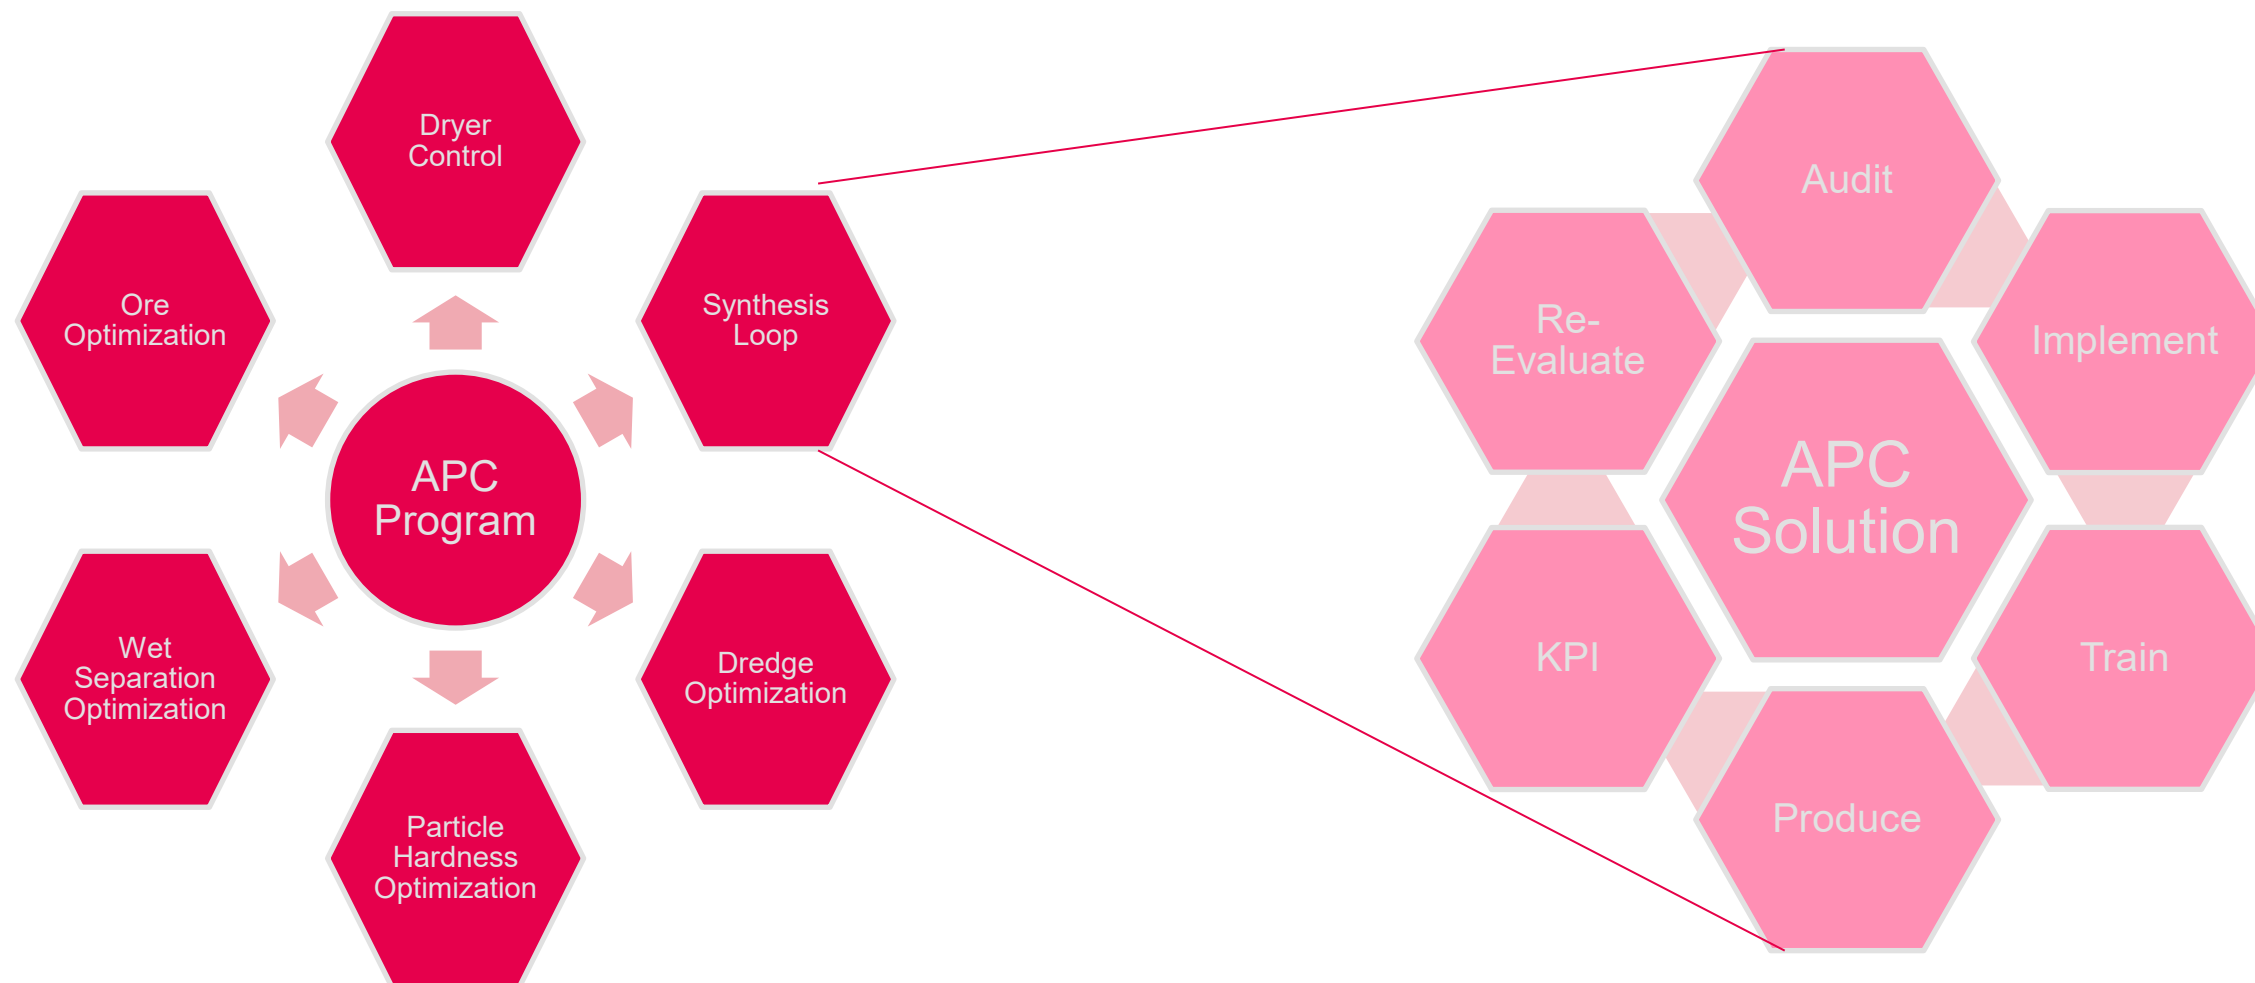 Dryer
Control
Ore
Optimization
Synthesis
Loop
APC
Program
Wet
Separation
Optimization
Dredge
Optimization
Particle
Hardness
Optimization
Audit
Re-
Evaluate
Implement
APC
Solution
KPI
Train
Produce